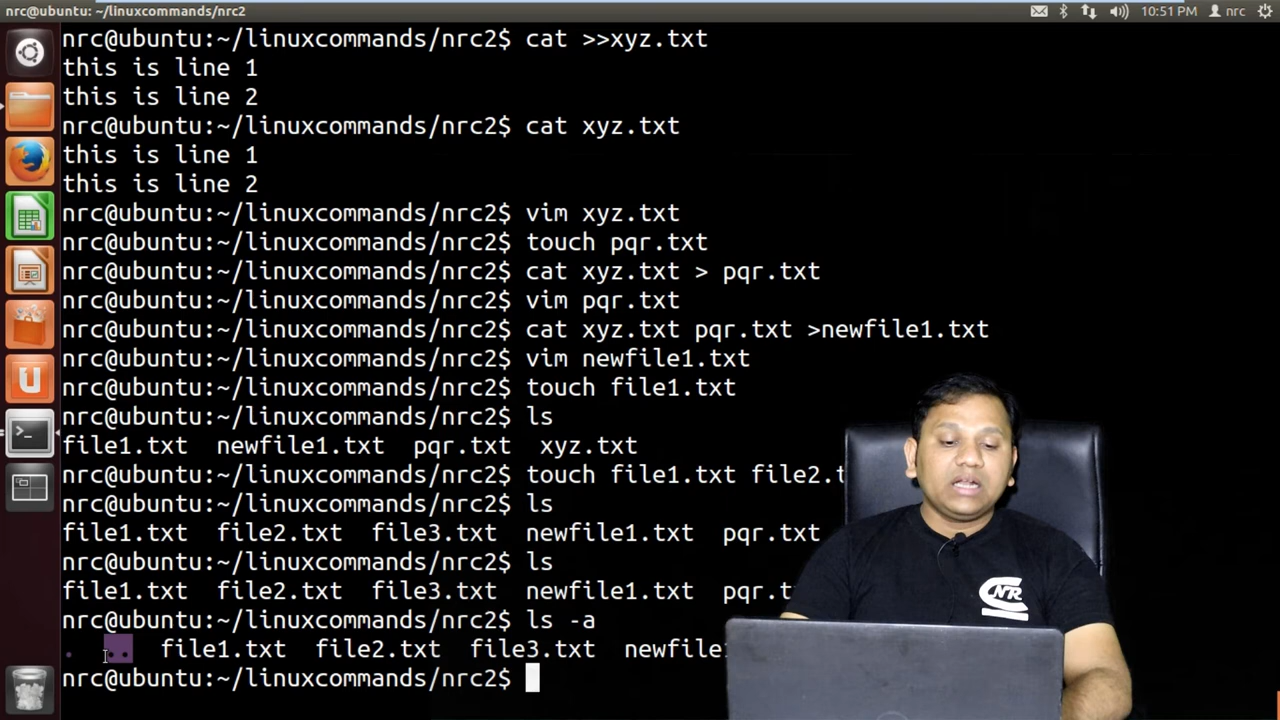 nrc@ubuntu: ~/linuxcommands/nrc2 10:51 PM nrc
nrc@ubuntu:~/linuxcommands/nrc2$ cat >>xyz.txt
this is line 1
this is line 2
nrc@ubuntu:~/linuxcommands/nrc2$ cat xyz.txt
this is line 1
this is line 2
nrc@ubuntu:~/linuxcommands/nrc2$ vim xyz.txt
nrc@ubuntu:~/linuxcommands/nrc2$ touch pqr.txt
nrc@ubuntu:~/linuxcommands/nrc2$ cat xyz.txt > pqr.txt
nrc@ubuntu:~/linuxcommands/nrc2$ vim pqr.txt
nrc@ubuntu:~/linuxcommands/nrc2$ cat xyz.txt pqr.txt >newfile1.txt
nrc@ubuntu:~/linuxcommands/nrc2$ vim newfile1.txt
nrc@ubuntu:~/linuxcommands/nrc2$ touch file1.txt
nrc@ubuntu:~/linuxcommands/nrc2$ ls
file1.txt newfile1.txt pqr.txt xyz.txt
nrc@ubuntu:~/linuxcommands/nrc2$ touch file1.txt file2.t
nrc@ubuntu:~/linuxcommands/nrc2$ ls
file1.txt file2.txt file3.txt newfile1.txt pqr.txt
nrc@ubuntu:~/linuxcommands/nrc2$ ls
file1.txt file2.txt file3.txt newfile1.txt pqr.t
nrc@ubuntu:~/linuxcommands/nrc2$ ls -a
. .. file1.txt file2.txt file3.txt newfile
nrc@ubuntu:~/linuxcommands/nrc2$
NR